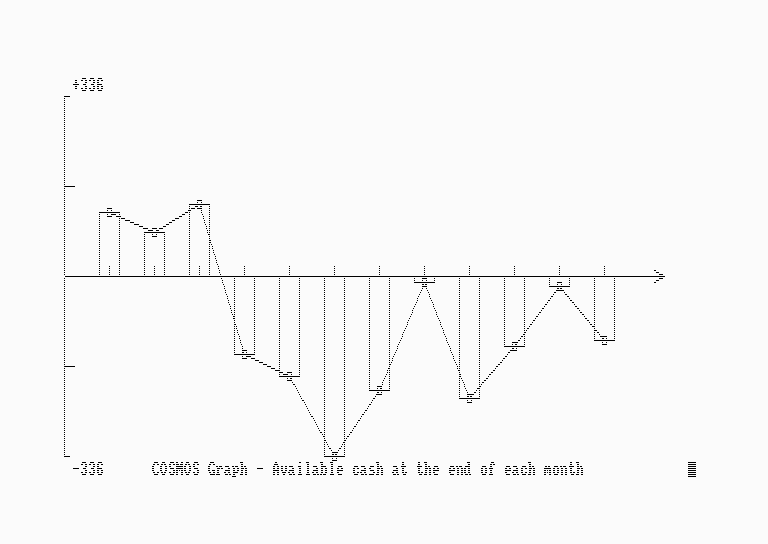 +336
-336 COSMOS Graph - Available cash at the end of each month